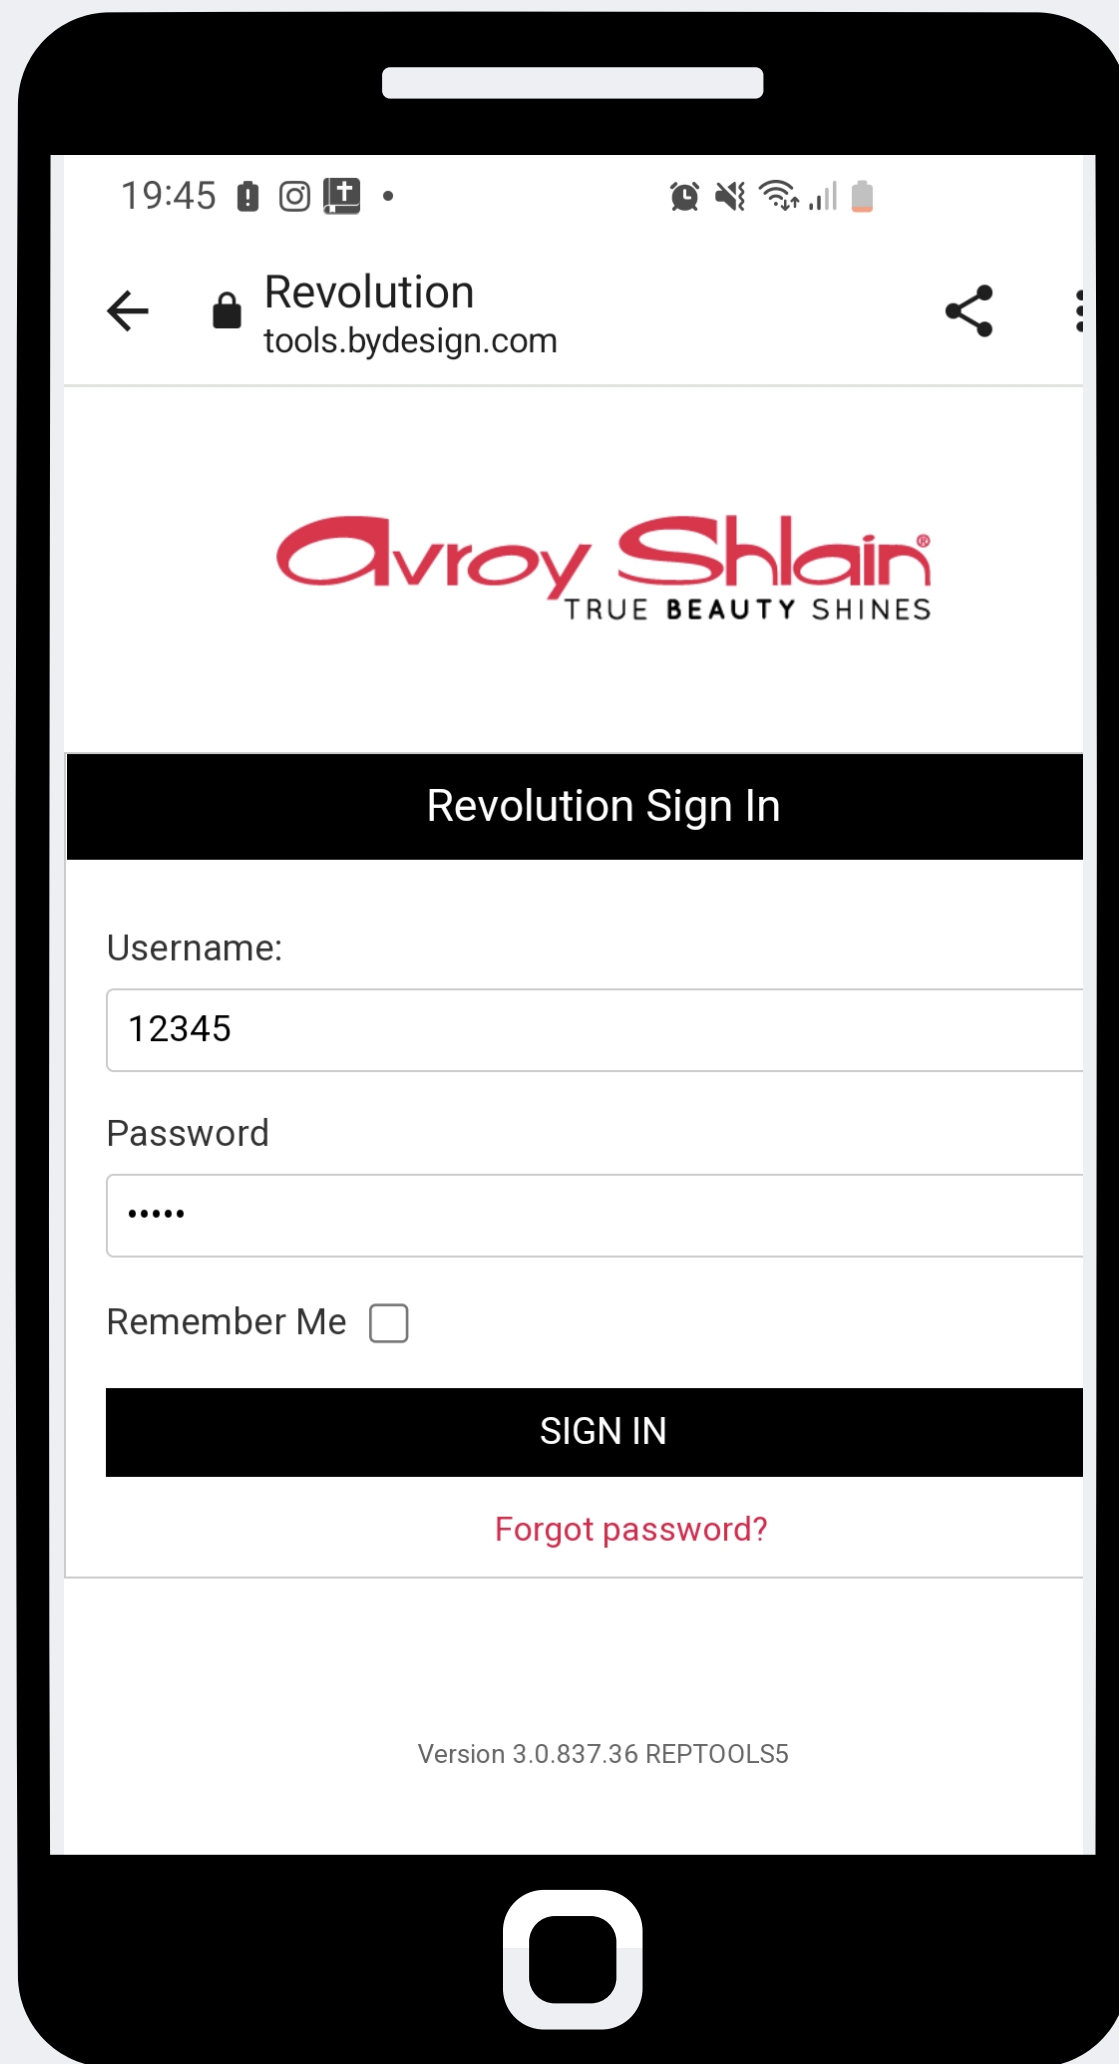 19:45
Revolution
tools.bydesign.com
avroy Shlain®
TRUE BEAUTY SHINES
Revolution Sign In
Username:
12345
Password
•••••
Remember Me
SIGN IN
Forgot password?
Version 3.0.837.36 REPTOOLS5